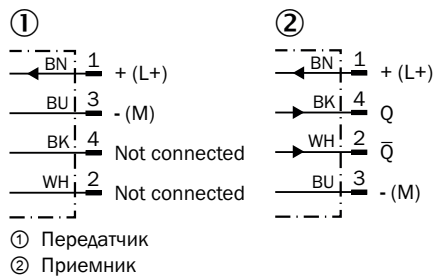 ① ②
BN 1 + (L+)
BU 3 - (M)
BK 4 Not connected
WH 2 Not connected
BN 1 + (L+)
BK 4 Q
WH 2 Q̅
BU 3 - (M)
① Передатчик
② Приемник